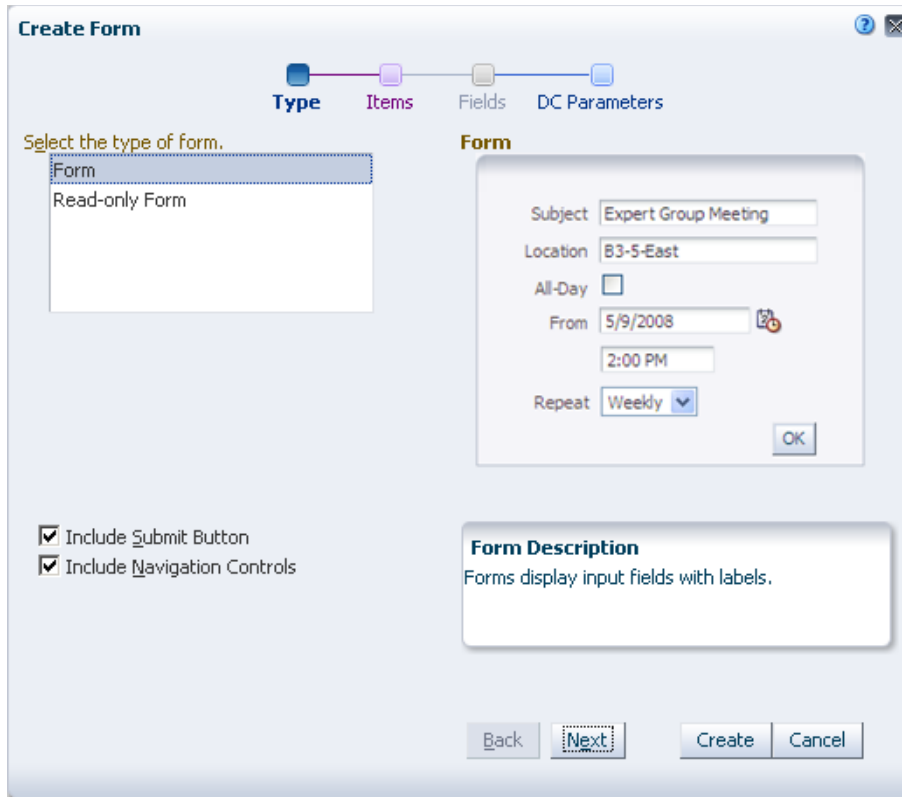 Create Form
Type Items Fields DC Parameters
Select the type of form.
Form
Read-only Form
Form
Subject Expert Group Meeting
Location B3-5-East
All-Day
From 5/9/2008
2:00 PM
Repeat Weekly
OK
Include Submit Button
Include Navigation Controls
Form Description
Forms display input fields with labels.
Back Next Create Cancel